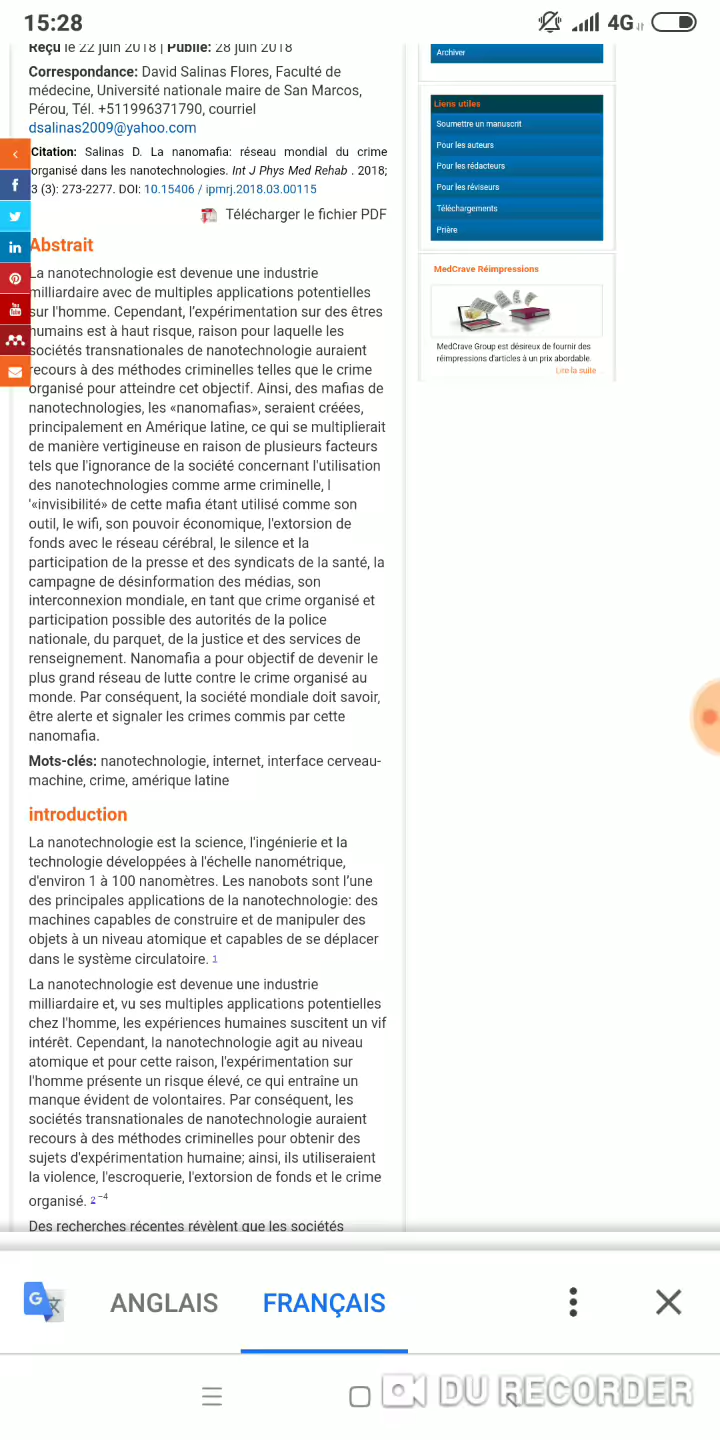 15:28
4G
Reçu le 22 juin 2018 | Publié: 28 juin 2018
Correspondance: David Salinas Flores, Faculté de
médecine, Université nationale maire de San Marcos,
Pérou, Tél. +511996371790, courriel
dsalinas2009@yahoo.com
Citation: Salinas D. La nanomafia: réseau mondial du crime
organisé dans les nanotechnologies. Int J Phys Med Rehab . 2018;
3 (3): 273-2277. DOI: 10.15406 / ipmrj.2018.03.00115
Télécharger le fichier PDF
Abstrait
La nanotechnologie est devenue une industrie
milliardaire avec de multiples applications potentielles
sur l'homme. Cependant, l'expérimentation sur des êtres
humains est à haut risque, raison pour laquelle les
sociétés transnationales de nanotechnologie auraient
recours à des méthodes criminelles telles que le crime
organisé pour atteindre cet objectif. Ainsi, des mafias de
nanotechnologies, les «nanomafias», seraient créées,
principalement en Amérique latine, ce qui se multiplierait
de manière vertigineuse en raison de plusieurs facteurs
tels que l'ignorance de la société concernant l'utilisation
des nanotechnologies comme arme criminelle, l
'«invisibilité» de cette mafia étant utilisé comme son
outil, le wifi, son pouvoir économique, l'extorsion de
fonds avec le réseau cérébral, le silence et la
participation de la presse et des syndicats de la santé, la
campagne de désinformation des médias, son
interconnexion mondiale, en tant que crime organisé et
participation possible des autorités de la police
nationale, du parquet, de la justice et des services de
renseignement. Nanomafia a pour objectif de devenir le
plus grand réseau de lutte contre le crime organisé au
monde. Par conséquent, la société mondiale doit savoir,
être alerte et signaler les crimes commis par cette
nanomafia.
Mots-clés: nanotechnologie, internet, interface cerveau-
machine, crime, amérique latine
introduction
La nanotechnologie est la science, l'ingénierie et la
technologie développées à l'échelle nanométrique,
d'environ 1 à 100 nanomètres. Les nanobots sont l'une
des principales applications de la nanotechnologie: des
machines capables de construire et de manipuler des
objets à un niveau atomique et capables de se déplacer
dans le système circulatoire. 1
La nanotechnologie est devenue une industrie
milliardaire et, vu ses multiples applications potentielles
chez l'homme, les expériences humaines suscitent un vif
intérêt. Cependant, la nanotechnologie agit au niveau
atomique et pour cette raison, l'expérimentation sur
l'homme présente un risque élevé, ce qui entraîne un
manque évident de volontaires. Par conséquent, les
sociétés transnationales de nanotechnologie auraient
recours à des méthodes criminelles pour obtenir des
sujets d'expérimentation humaine; ainsi, ils utiliseraient
la violence, l'escroquerie, l'extorsion de fonds et le crime
organisé. 2 -4
Des recherches récentes révèlent que les sociétés
Archiver
Liens utiles
Soumettre un manuscrit
Pour les auteurs
Pour les rédacteurs
Pour les réviseurs
Téléchargements
Prière
MedCrave Réimpressions
MedCrave Group est désireux de fournir des
réimpressions d'articles à un prix abordable.
Lire la suite
ANGLAIS FRANÇAIS
DU RECORDER